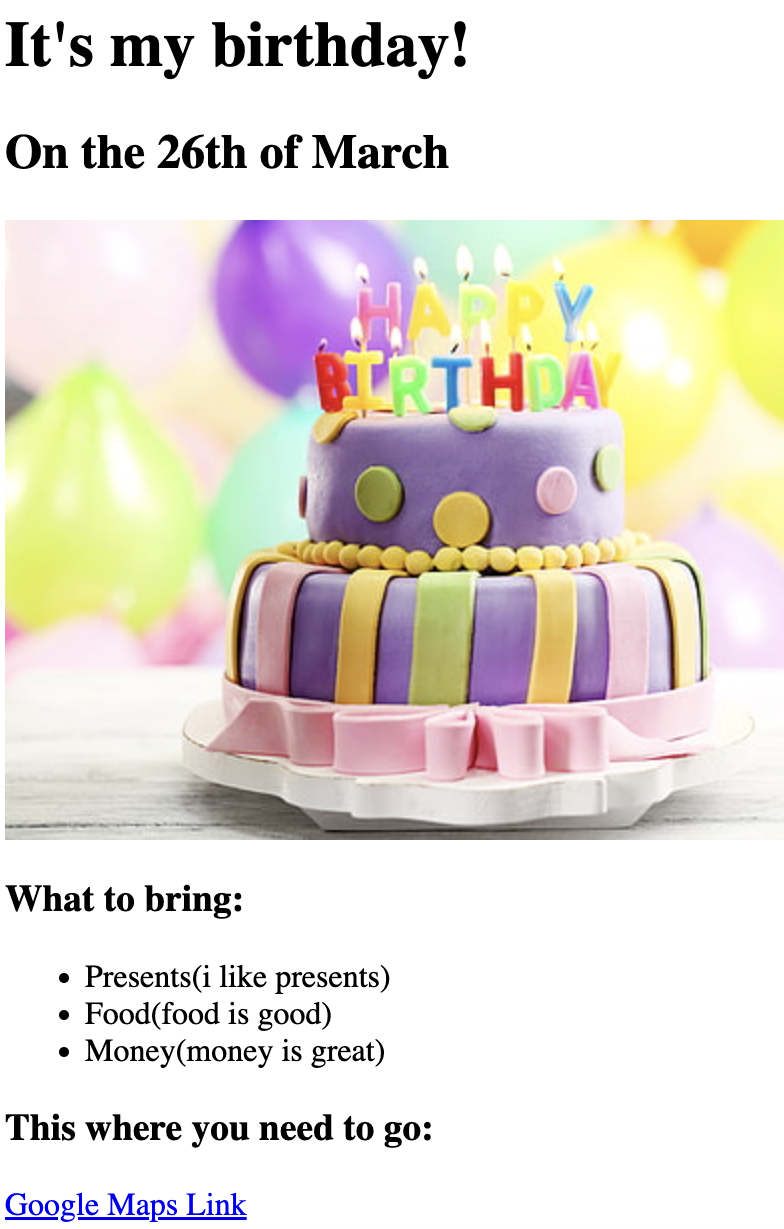 It's my birthday!
On the 26th of March
HAPPY
BIRTHDAY
What to bring:
Presents(i like presents)
Food(food is good)
Money(money is great)
This where you need to go:
Google Maps Link